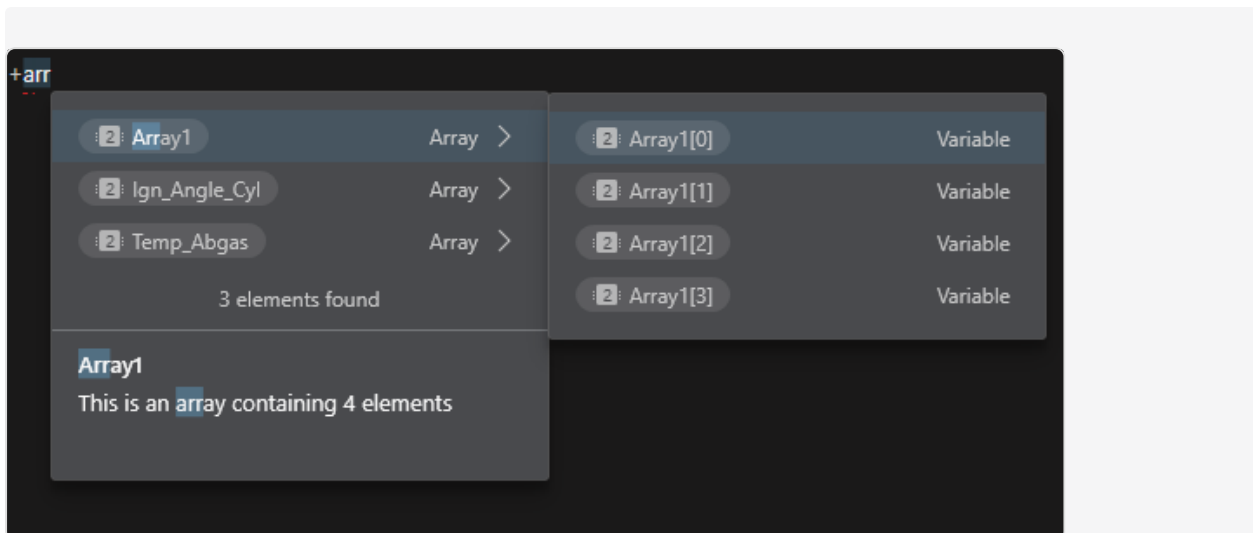 +arr
2 Array1 Array >
2 Ign_Angle_Cyl Array >
2 Temp_Abgas Array >
3 elements found
Array1
This is an array containing 4 elements
2 Array1[0] Variable
2 Array1[1] Variable
2 Array1[2] Variable
2 Array1[3] Variable